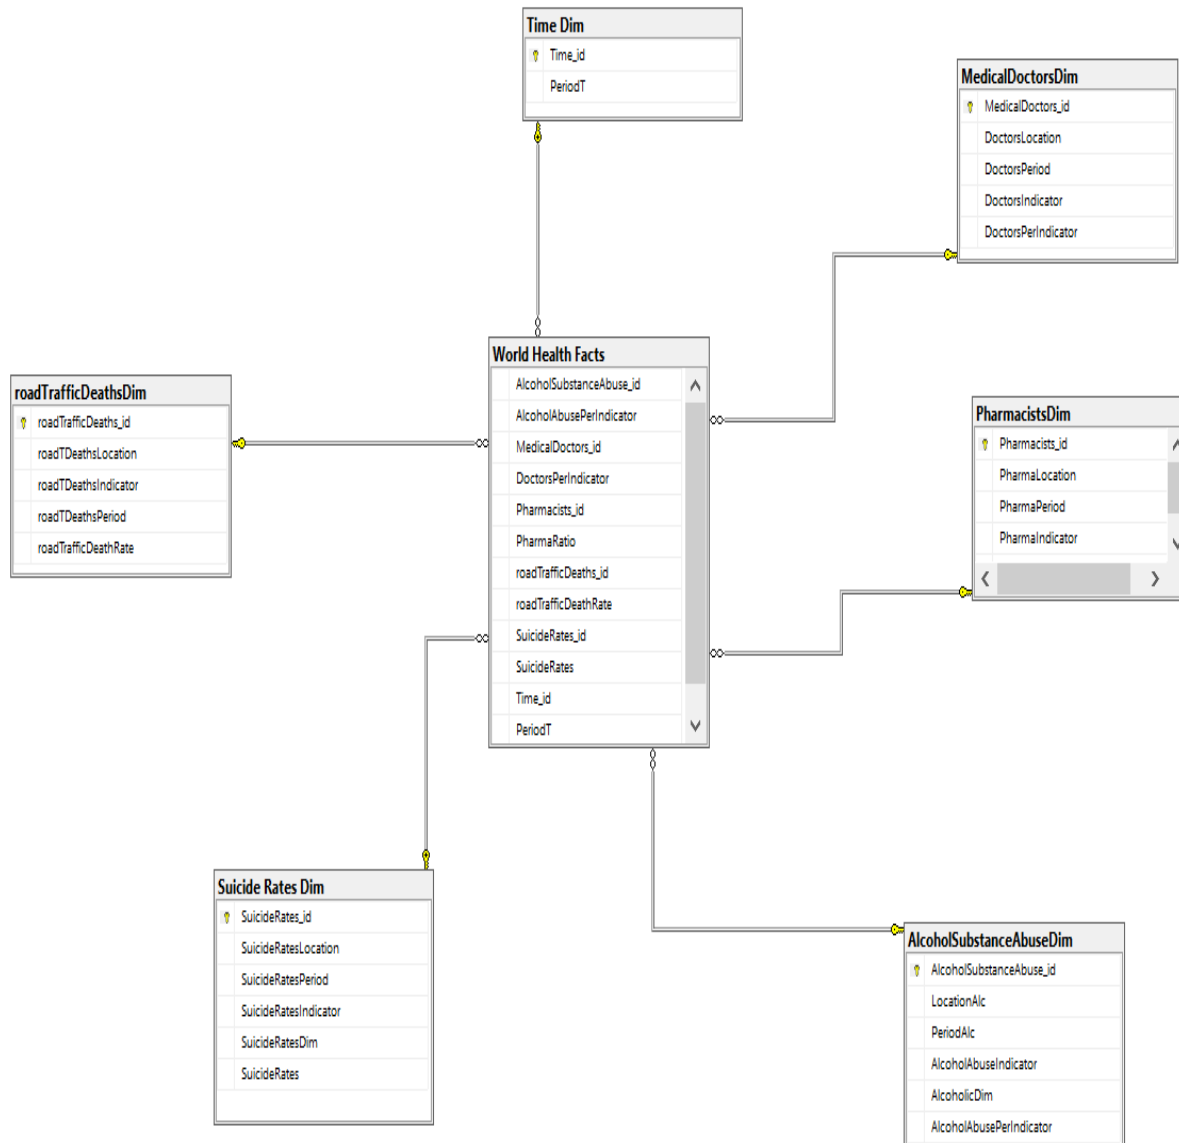 Time Dim
Time_id
PeriodT
MedicalDoctorsDim
MedicalDoctors_id
DoctorsLocation
DoctorsPeriod
DoctorsIndicator
DoctorsPerIndicator
World Health Facts
AlcoholSubstanceAbuse_id
AlcoholAbusePerIndicator
MedicalDoctors_id
DoctorsPerIndicator
Pharmacists_id
PharmaRatio
roadTrafficDeaths_id
roadTrafficDeathRate
SuicideRates_id
SuicideRates
Time_id
PeriodT
roadTrafficDeathsDim
roadTrafficDeaths_id
roadTDeathsLocation
roadTDeathsIndicator
roadTDeathsPeriod
roadTrafficDeathRate
PharmacistsDim
Pharmacists_id
PharmaLocation
PharmaPeriod
PharmaIndicator
Suicide Rates Dim
SuicideRates_id
SuicideRatesLocation
SuicideRatesPeriod
SuicideRatesIndicator
SuicideRatesDim
SuicideRates
AlcoholSubstanceAbuseDim
AlcoholSubstanceAbuse_id
LocationAlc
PeriodAlc
AlcoholAbuseIndicator
AlcoholicDim
AlcoholAbusePerIndicator